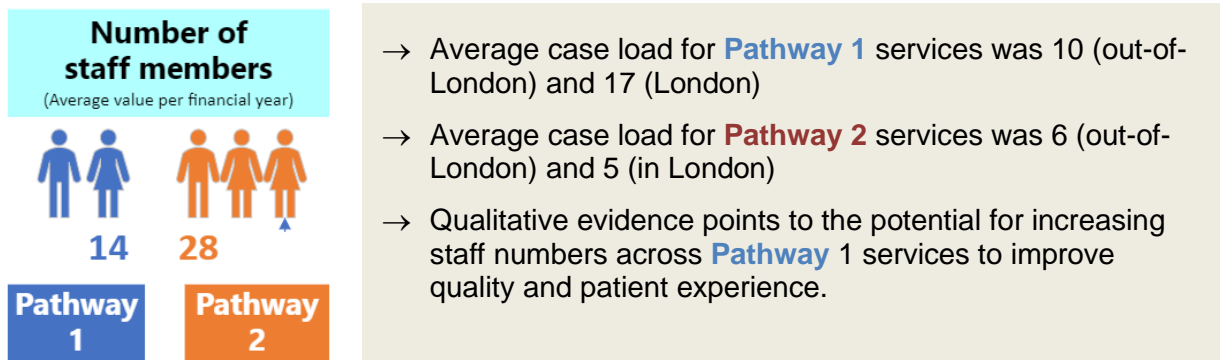 Number of
staff members
(Average value per financial year)
14
28
Pathway
1
Pathway
2
→ Average case load for Pathway 1 services was 10 (out-of-
London) and 17 (London)
→ Average case load for Pathway 2 services was 6 (out-of-
London) and 5 (in London)
→ Qualitative evidence points to the potential for increasing
staff numbers across Pathway 1 services to improve
quality and patient experience.